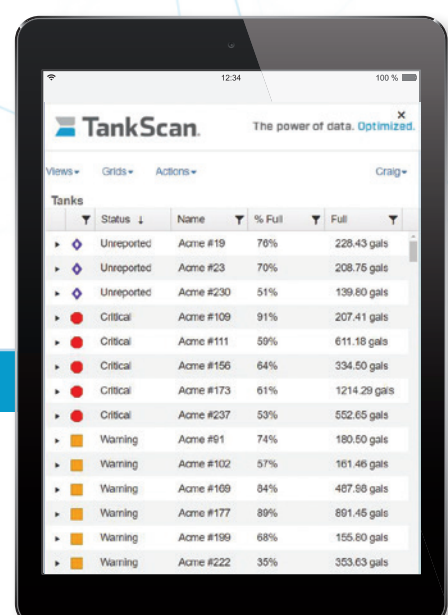 12:34 100 %
TankScan. The power of data. Optimized.
Views Grids Actions Craig
Tanks
Status ↓ Name % Full Full
Unreported Acme #19 76% 228.43 gals
Unreported Acme #23 70% 208.75 gals
Unreported Acme #230 51% 139.80 gals
Critical Acme #109 91% 207.41 gals
Critical Acme #111 59% 611.18 gals
Critical Acme #156 64% 334.50 gals
Critical Acme #173 61% 1214.29 gals
Critical Acme #237 53% 552.65 gals
Warning Acme #91 74% 180.50 gals
Warning Acme #102 57% 161.46 gals
Warning Acme #169 84% 487.98 gals
Warning Acme #177 89% 891.45 gals
Warning Acme #199 68% 155.80 gals
Warning Acme #222 35% 353.63 gals